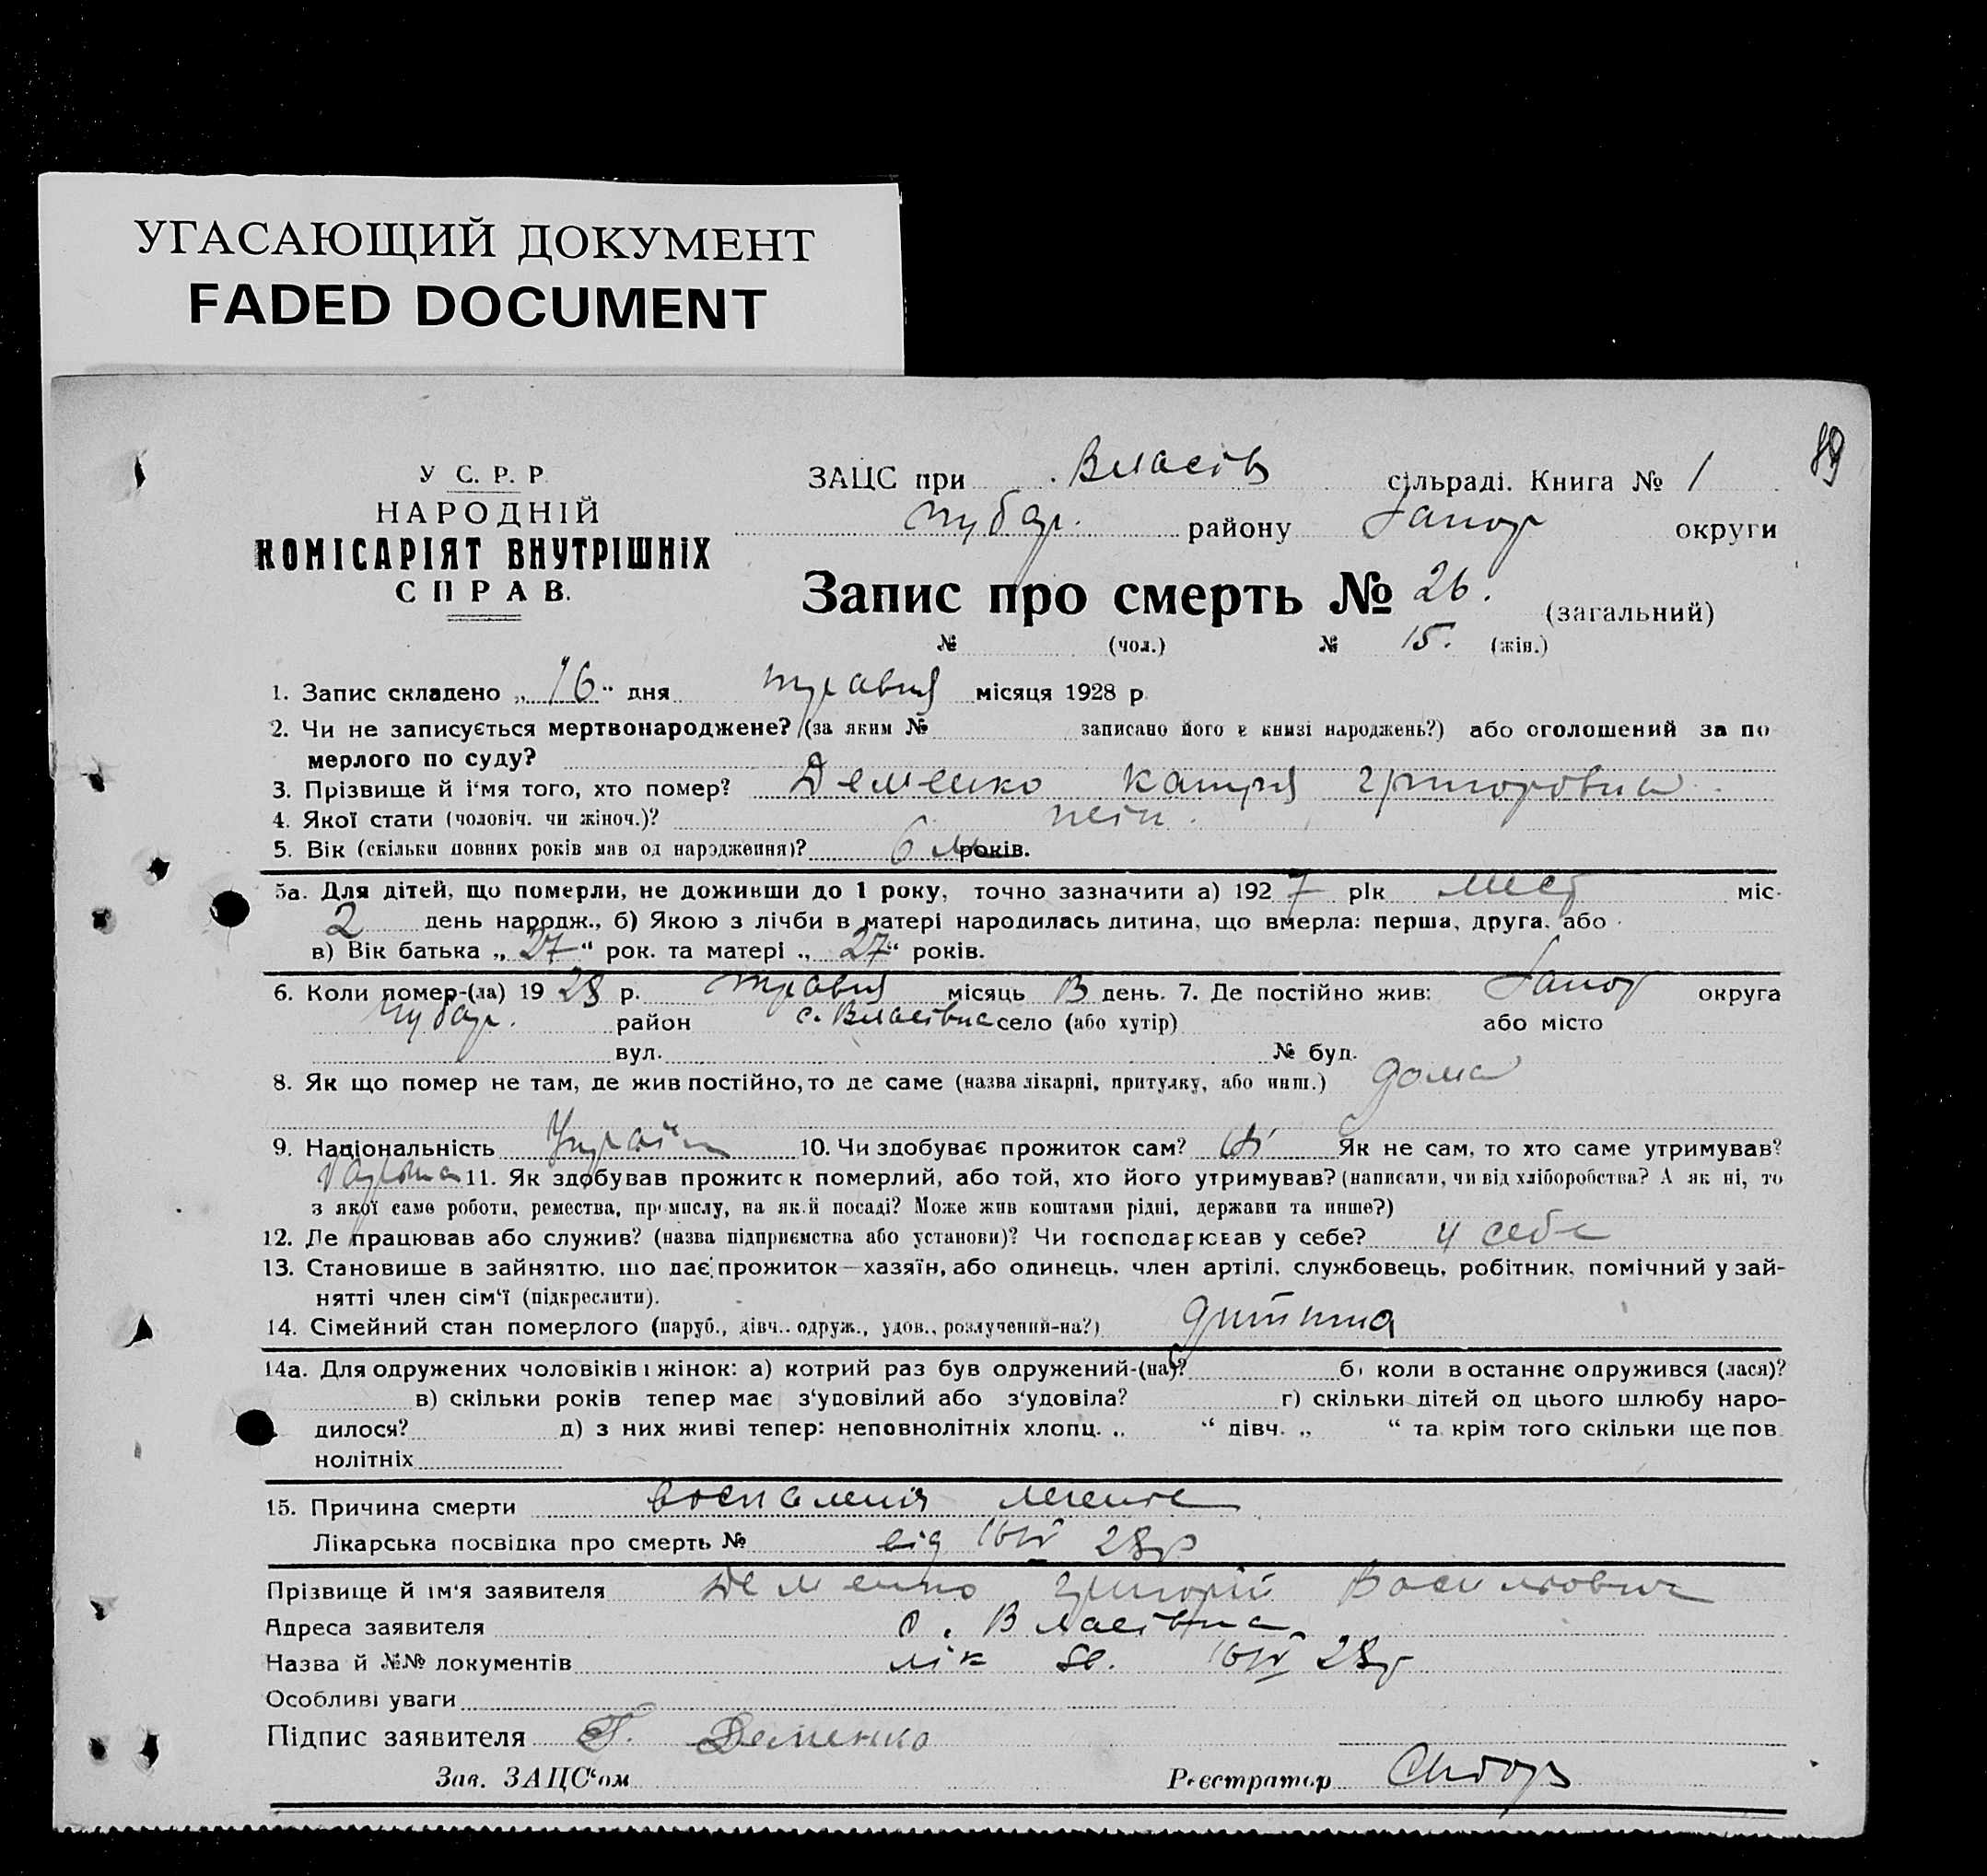 УГАСАЮЩИЙ ДОКУМЕНТ
FADED DOCUMENT
89
У С. Р. Р
НАРОДНІЙ
КОМІСАРІЯТ ВНУТРІШНІХ
СПРАВ.
ЗАЦС при Власів сільраді. Книга № 1
Чубар. району Запор округи
Запис про смерть № 26. (загальний)
№ (чол.) № 15. (жін.)
1. Запис складено „16" дня травня місяця 1928 р
2. Чи не записується мертвонароджене? (за яким № записано його в книзі народжень?) або оголошений за по
мерлого по суду?
3. Прізвище й ім'я того, хто помер? Деменко Катря Григоровна
4. Якої стати (чоловіч. чи жіноч.)?
5. Вік (скільки повних років мав од народження)? 6 м років.
5а. Для дітей, що померли, не доживши до 1 року, точно зазначити а) 1927 рік міс.
2 день народж., б) Якою з лічби в матері народилась дитина, що вмерла: перша, друга, або
в) Вік батька „27" рок. та матері „27" років.
6. Коли помер-(ла) 1928 р. травня місяць 13 день. 7. Де постійно жив: Запор округа
Чубар. район с. Власівка село (або хутір) або місто
вул. № буд.
8. Як що помер не там, де жив постійно, то де саме (назва лікарні, притулку, або инш.) дома
9. Національність Україн 10. Чи здобуває прожиток сам? Як не сам, то хто саме утримував?
11. Як здобував прожиток померлий, або той, хто його утримував? (написати, чи від хліборобства? А як ні, то
з якої саме роботи, ремества, промислу, на якій посаді? Може жив коштами рідні, держави та инше?)
12. Де працював або служив? (назва підприємства або установи)? Чи господарював у себе? у себе
13. Становище в зайняттю, що дає прожиток—хазяїн, або одинець, член артілі, службовець, робітник, помічний у зай-
нятті член сім'ї (підкреслити).
14. Сімейний стан померлого (паруб., дівч.. одруж., удов., розлучений-на?) дитина
14а. Для одружених чоловіків і жінок: а) котрий раз був одружений-(на)? б) коли востаннє одружився (лася)?
в) скільки років тепер має з'удовілий або з'удовіла? г) скільки дітей од цього шлюбу наро-
дилося? д) з них живі тепер: неповнолітніх хлопц. „ " дівч. „ " та крім того скільки ще пов
нолітніх
15. Причина смерти воспаленія легенів
Лікарська посвідка про смерть № від 16/V 28р
Прізвище й ім'я заявителя Деменко Григорій Васильович
Адреса заявителя с. Власівка
Назва й №№ документів лік 16/V 28р
Особливі уваги
Підпис заявителя Г. Деменко
Зав. ЗАЦС'ом Реєстратор